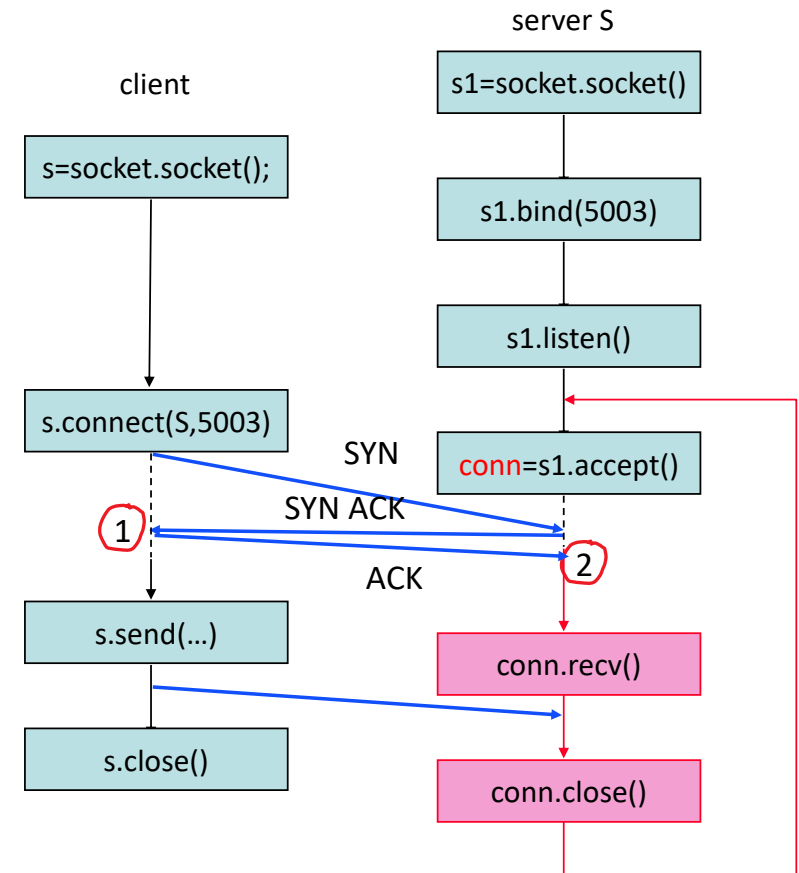 server S
client
s1=socket.socket()
s=socket.socket();
s1.bind(5003)
s1.listen()
s.connect(S,5003)
SYN
conn=s1.accept()
SYN ACK
1
2
ACK
s.send(…)
conn.recv()
s.close()
conn.close()